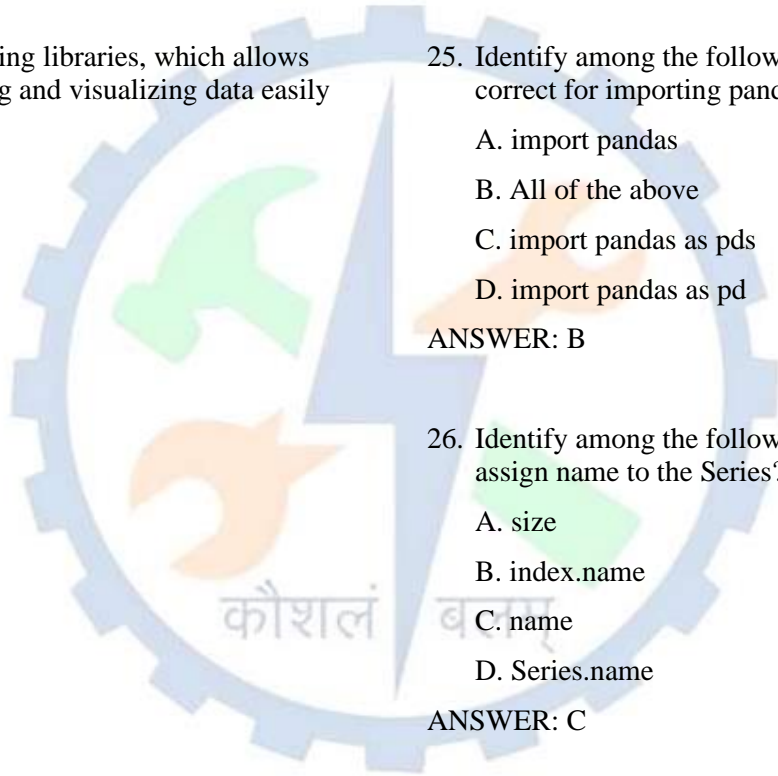 ing libraries, which allows
g and visualizing data easily
25. Identify among the follow
correct for importing pand
A. import pandas
B. All of the above
C. import pandas as pds
D. import pandas as pd
ANSWER: B
26. Identify among the follow
assign name to the Series?
A. size
B. index.name
C. name
D. Series.name
ANSWER: C
कौशलं बलम्